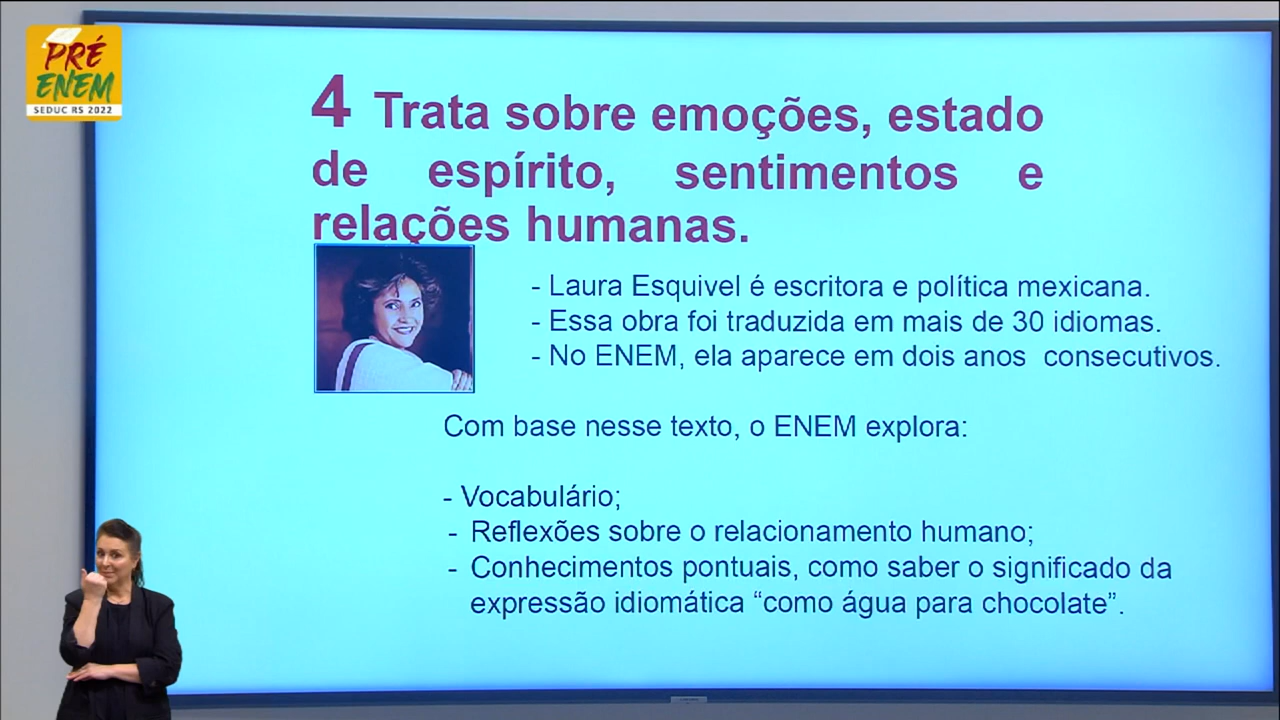 PRÉ
ENEM
SEDUC RS 2022
4 Trata sobre emoções, estado
de espírito, sentimentos e
relações humanas.
- Laura Esquivel é escritora e política mexicana.
- Essa obra foi traduzida em mais de 30 idiomas.
- No ENEM, ela aparece em dois anos consecutivos.
Com base nesse texto, o ENEM explora:
- Vocabulário;
- Reflexões sobre o relacionamento humano;
- Conhecimentos pontuais, como saber o significado da
expressão idiomática “como água para chocolate”.